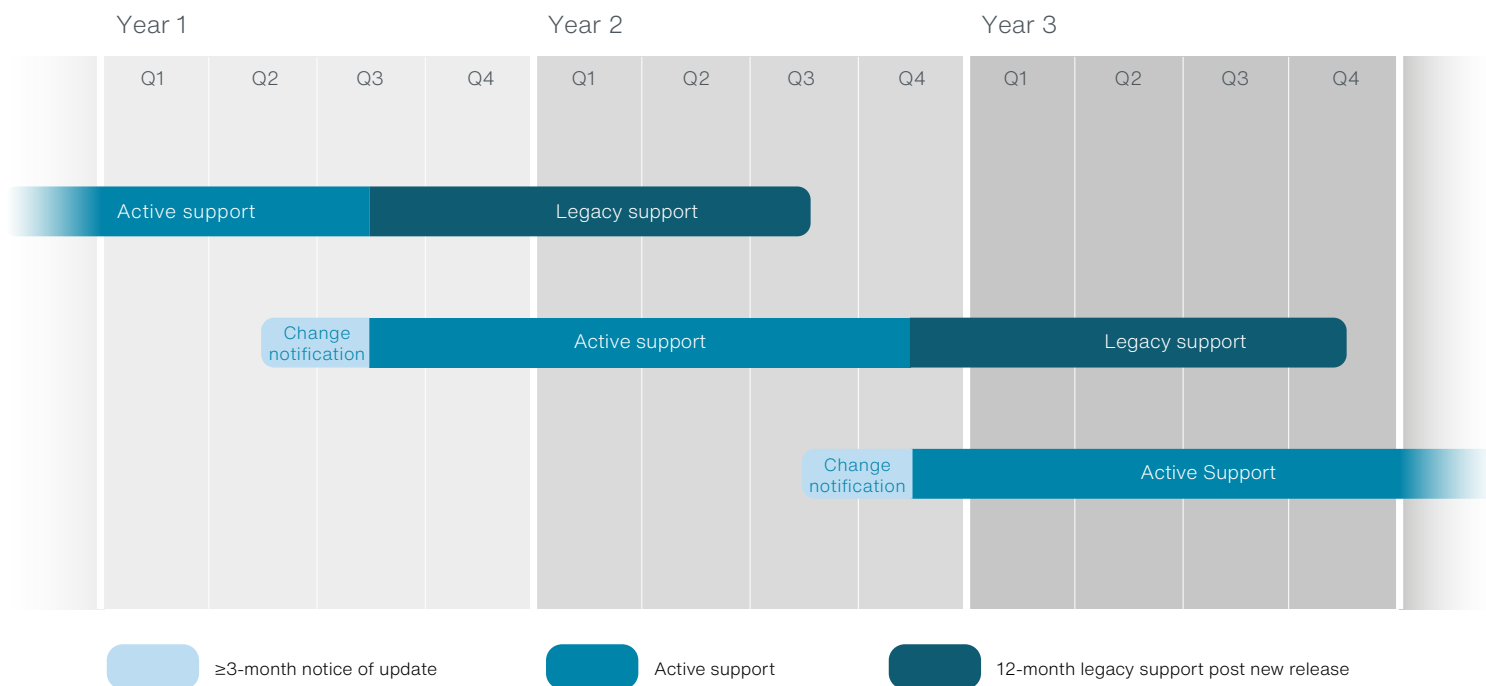 Year 1
Year 2
Year 3
Q1
Q2
Q3
Q4
Q1
Q2
Q3
Q4
Q1
Q2
Q3
Q4
Active support
Legacy support
Change
notification
Active support
Legacy support
Change
notification
Active Support
≥3-month notice of update
Active support
12-month legacy support post new release